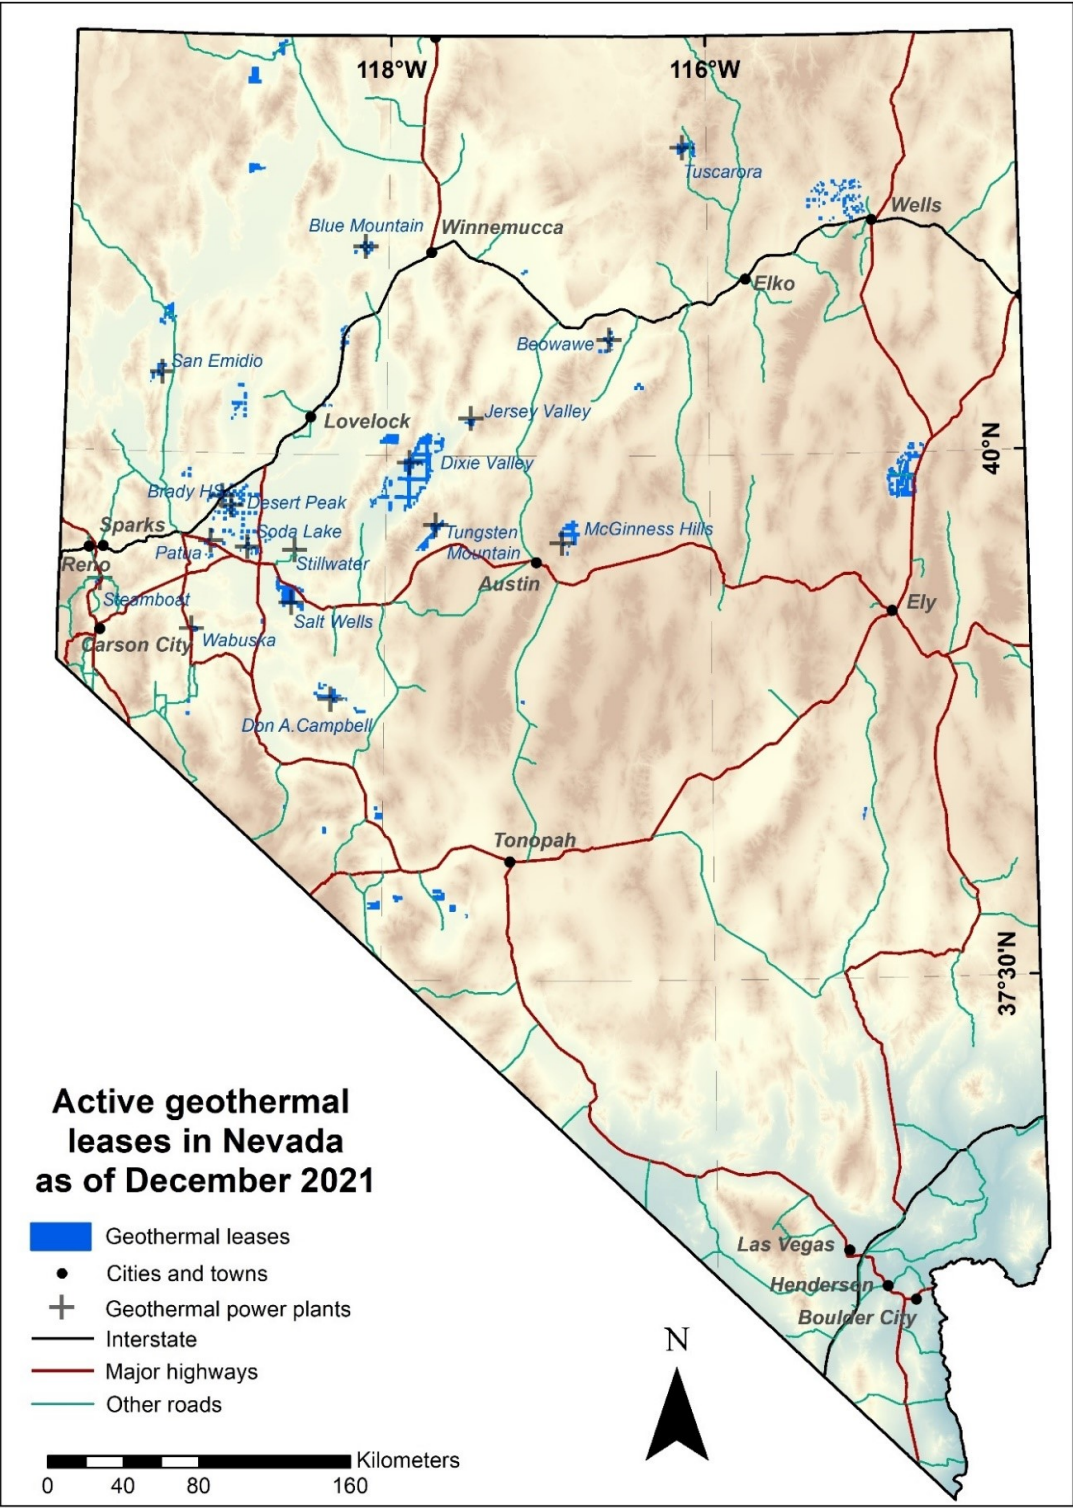 118°W
116°W
Tuscarora
Wells
Blue Mountain
Winnemucca
Elko
Beowawe
San Emidio
Jersey Valley
Lovelock
40°N
Dixie Valley
Brady HS
Desert Peak
Sparks
Soda Lake
Tungsten
Mountain
McGinness Hills
Patua
Stillwater
Reno
Austin
Steamboat
Ely
Salt Wells
Carson City
Wabuska
Don A.Campbell
Tonopah
37°30'N
Active geothermal
leases in Nevada
as of December 2021
Geothermal leases
Cities and towns
Geothermal power plants
Interstate
Major highways
Other roads
Las Vegas
Henderson
Boulder City
N
Kilometers
0 40 80 160